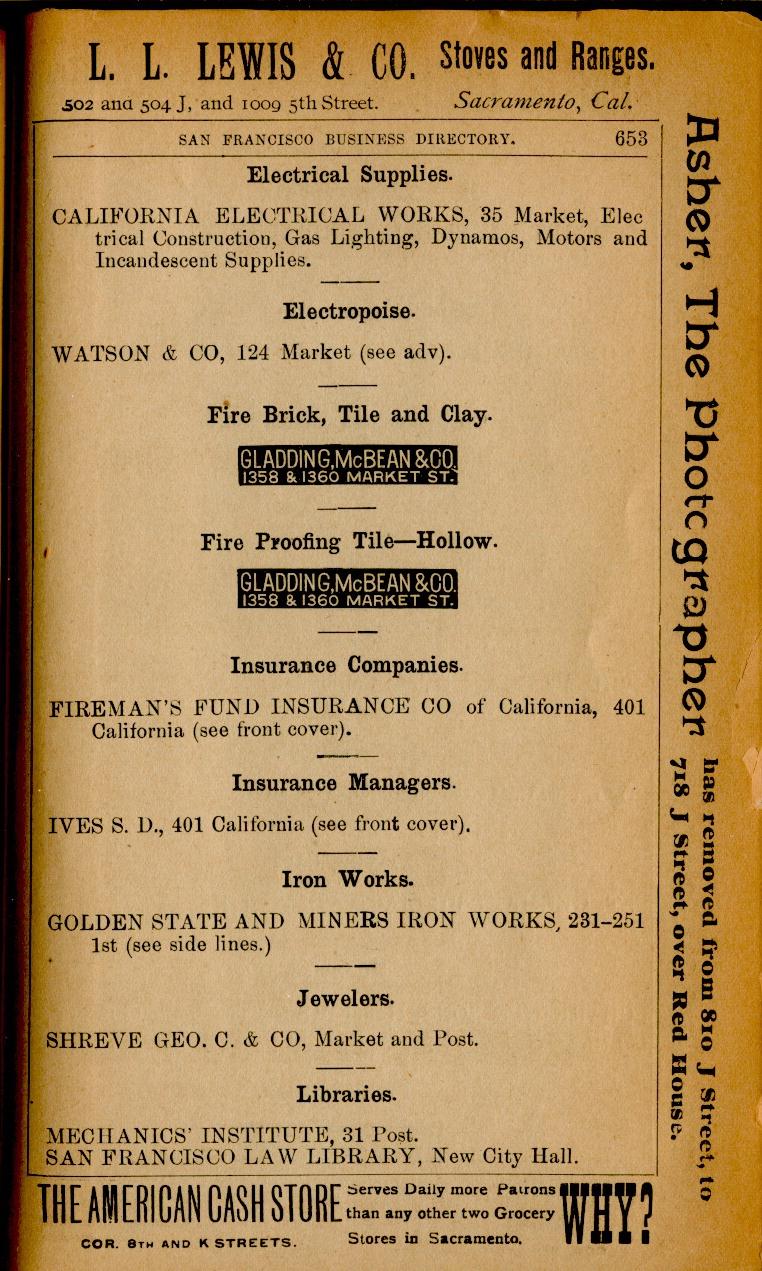 L. L. LEWIS & CO. Stoves and Ranges.
502 and 504 J, and 1009 5th Street. Sacramento, Cal.
SAN FRANCISCO BUSINESS DIRECTORY. 653
Electrical Supplies.
CALIFORNIA ELECTRICAL WORKS, 35 Market, Elec
trical Construction, Gas Lighting, Dynamos, Motors and
Incandescent Supplies.
Electropoise.
WATSON & CO, 124 Market (see adv).
Fire Brick, Tile and Clay.
GLADDING, McBEAN & CO.
1358 & 1360 MARKET ST.
Fire Proofing Tile—Hollow.
GLADDING, McBEAN & CO.
1358 & 1360 MARKET ST.
Insurance Companies.
FIREMAN'S FUND INSURANCE CO of California, 401
California (see front cover).
Insurance Managers.
IVES S. D., 401 California (see front cover).
Iron Works.
GOLDEN STATE AND MINERS IRON WORKS, 231–251
1st (see side lines.)
Jewelers.
SHREVE GEO. C. & CO, Market and Post.
Libraries.
MECHANICS' INSTITUTE, 31 Post.
SAN FRANCISCO LAW LIBRARY, New City Hall.
Asher, The Photographer
has removed from 810 J Street, to
718 J Street, over Red House.
THE AMERICAN CASH STORE
COR. 8TH AND K STREETS.
Serves Daily more Patrons
than any other two Grocery
Stores in Sacramento.
WHY?